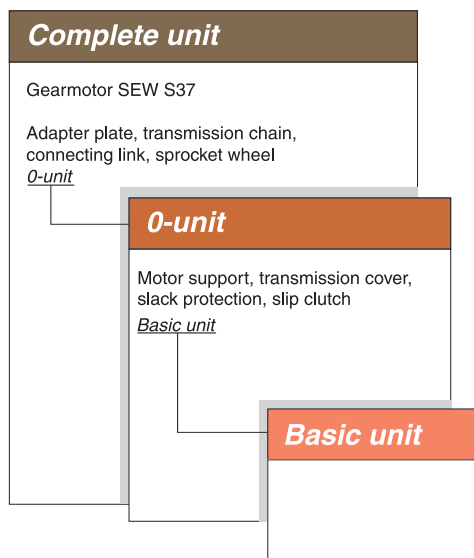 Complete unit
Gearmotor SEW S37
Adapter plate, transmission chain,
connecting link, sprocket wheel
0-unit
0-unit
Motor support, transmission cover,
slack protection, slip clutch
Basic unit
Basic unit